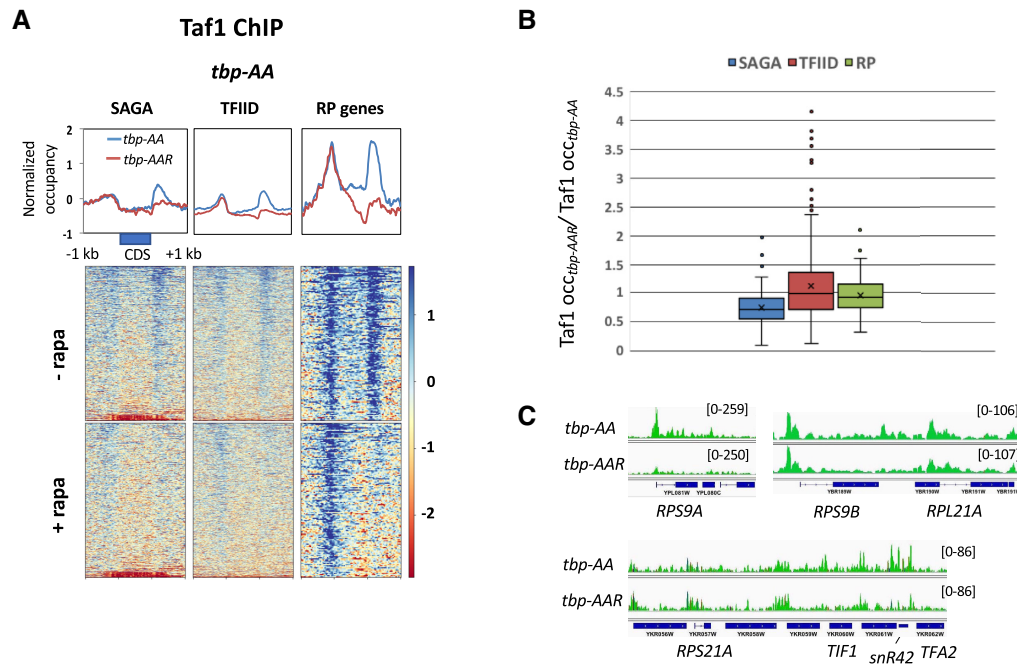 A
Taf1 ChIP
tbp-AA
SAGA
TFIID
RP genes
Normalized
occupancy
2
1
0
-1
tbp-AA
tbp-AAR
-1 kb
CDS
+1 kb
- rapa
+ rapa
1
0
-1
-2
B
SAGA TFIID RP
Taf1 occtbp-AAR/ Taf1 occtbp-AA
4.5
4
3.5
3
2.5
2
1.5
1
0.5
0
C
tbp-AA
[0-259]
[0-106]
tbp-AAR
[0-250]
[0-107]
YPL081W YPL080C
YBR189W
YBR190W YBR191W
RPS9A
RPS9B
RPL21A
tbp-AA
[0-86]
tbp-AAR
[0-86]
YKR056W YKR057W YKR058W YKR059W YKR060W YKR061W YKR062W
RPS21A
TIF1
snR42
TFA2